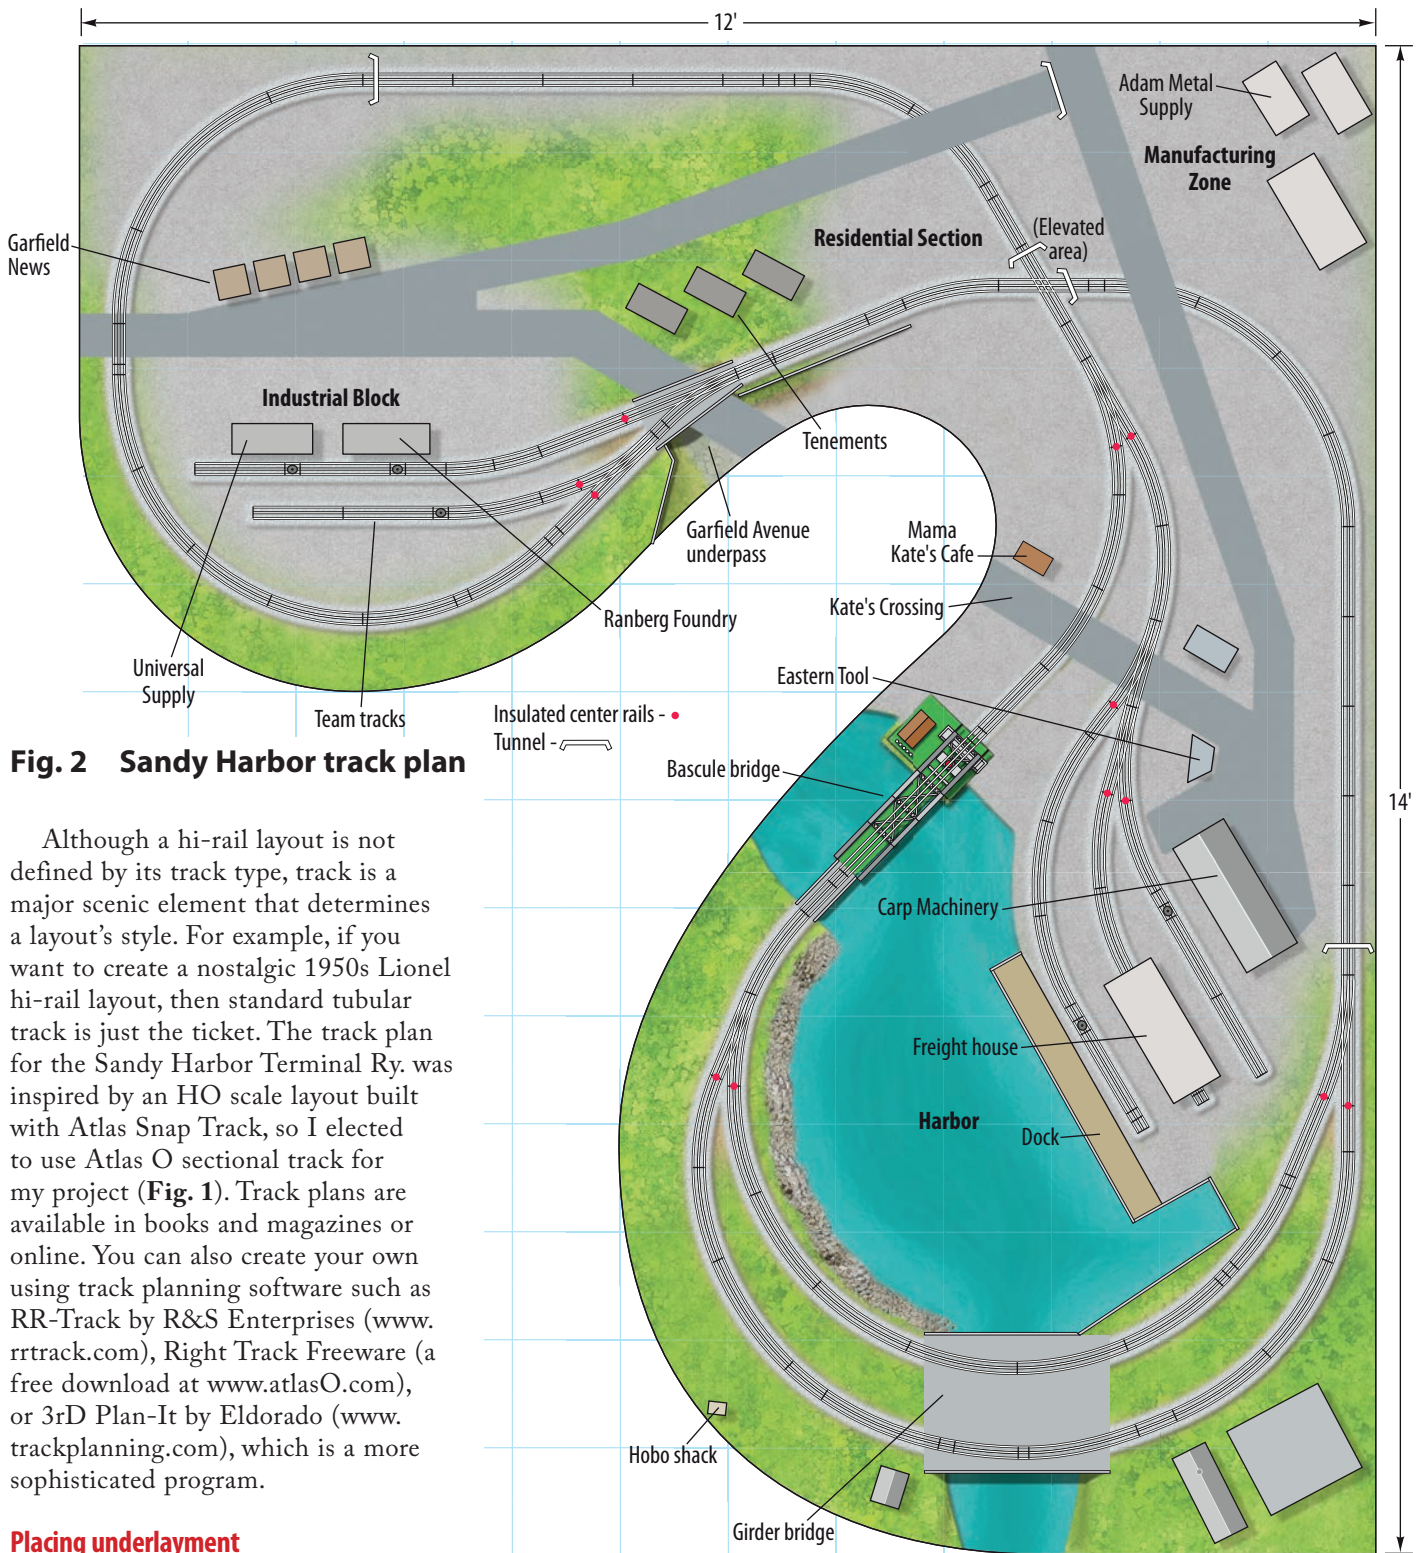 12'
Adam Metal
Supply
Manufacturing
Zone
(Elevated
area)
Residential Section
Garfield
News
Industrial Block
Tenements
Garfield Avenue
underpass
Mama
Kate's Cafe
Kate's Crossing
Ranberg Foundry
Universal
Supply
Team tracks
Eastern Tool
Insulated center rails -
Tunnel -
Bascule bridge
14'
Carp Machinery
Freight house
Harbor
Dock
Hobo shack
Girder bridge
Fig. 2 Sandy Harbor track plan
Although a hi-rail layout is not
defined by its track type, track is a
major scenic element that determines
a layout’s style. For example, if you
want to create a nostalgic 1950s Lionel
hi-rail layout, then standard tubular
track is just the ticket. The track plan
for the Sandy Harbor Terminal Ry. was
inspired by an HO scale layout built
with Atlas Snap Track, so I elected
to use Atlas O sectional track for
my project (Fig. 1). Track plans are
available in books and magazines or
online. You can also create your own
using track planning software such as
RR-Track by R&S Enterprises (www.
rrtrack.com), Right Track Freeware (a
free download at www.atlasO.com),
or 3rD Plan-It by Eldorado (www.
trackplanning.com), which is a more
sophisticated program.
Placing underlayment